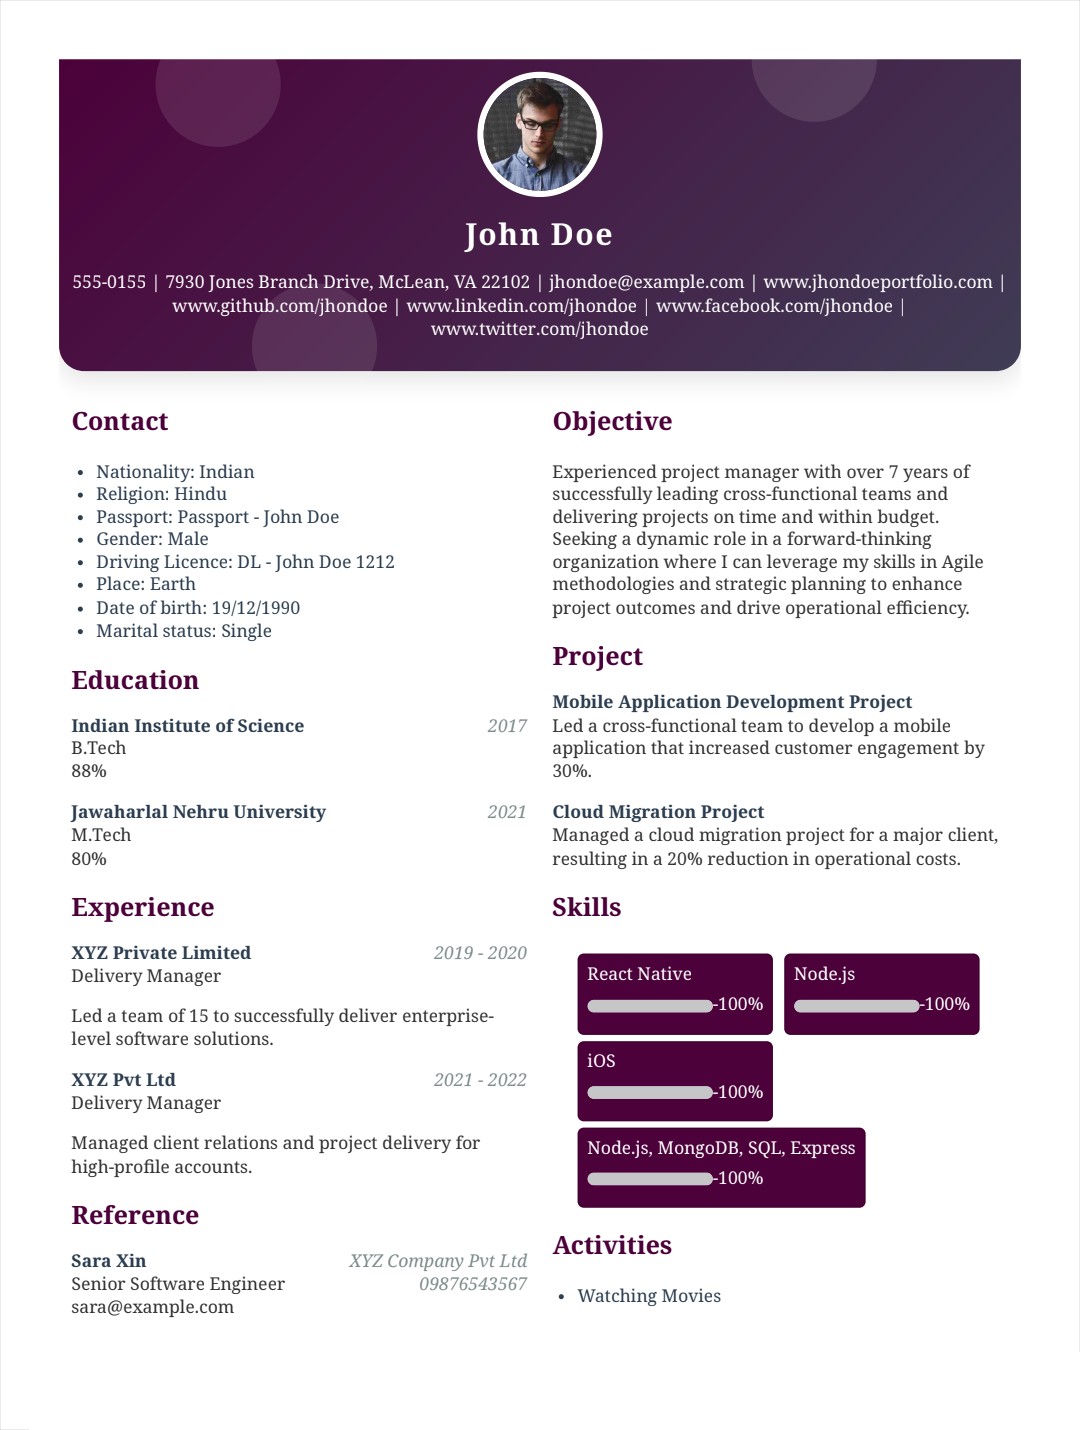 John Doe
555-0155 | 7930 Jones Branch Drive, McLean, VA 22102 | jhondoe@example.com | www.jhondoeportfolio.com |
www.github.com/jhondoe | www.linkedin.com/jhondoe | www.facebook.com/jhondoe |
www.twitter.com/jhondoe
Contact
• Nationality: Indian
• Religion: Hindu
• Passport: Passport - John Doe
• Gender: Male
• Driving Licence: DL - John Doe 1212
• Place: Earth
• Date of birth: 19/12/1990
• Marital status: Single
Education
Indian Institute of Science 2017
B.Tech
88%
Jawaharlal Nehru University 2021
M.Tech
80%
Experience
XYZ Private Limited 2019 - 2020
Delivery Manager
Led a team of 15 to successfully deliver enterprise-
level software solutions.
XYZ Pvt Ltd 2021 - 2022
Delivery Manager
Managed client relations and project delivery for
high-profile accounts.
Reference
Sara Xin XYZ Company Pvt Ltd
Senior Software Engineer 09876543567
sara@example.com
Objective
Experienced project manager with over 7 years of
successfully leading cross-functional teams and
delivering projects on time and within budget.
Seeking a dynamic role in a forward-thinking
organization where I can leverage my skills in Agile
methodologies and strategic planning to enhance
project outcomes and drive operational efficiency.
Project
Mobile Application Development Project
Led a cross-functional team to develop a mobile
application that increased customer engagement by
30%.
Cloud Migration Project
Managed a cloud migration project for a major client,
resulting in a 20% reduction in operational costs.
Skills
React Native
-100%
Node.js
-100%
iOS
-100%
Node.js, MongoDB, SQL, Express
-100%
Activities
• Watching Movies